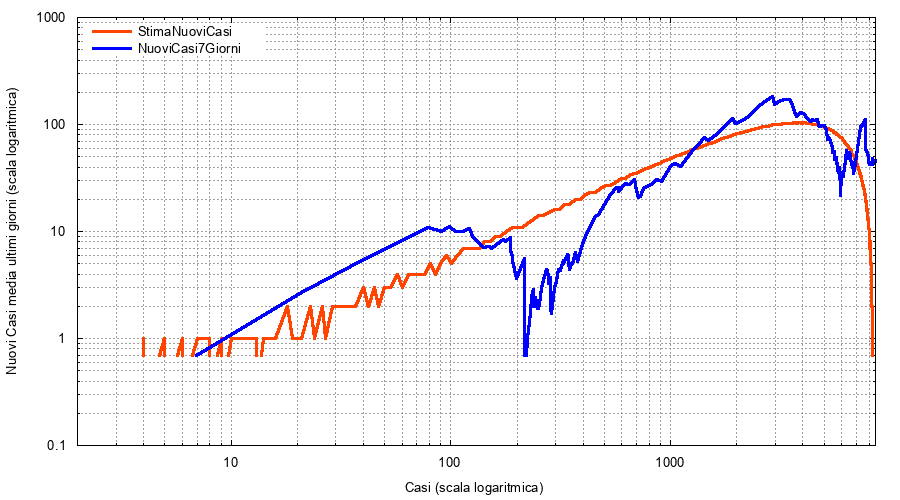 1000
StimaNuoviCasi
NuoviCasi7Giorni
100
10
1
0.1
Nuovi Casi media ultimi giorni (scala logaritmica)
10
100
1000
Casi (scala logaritmica)